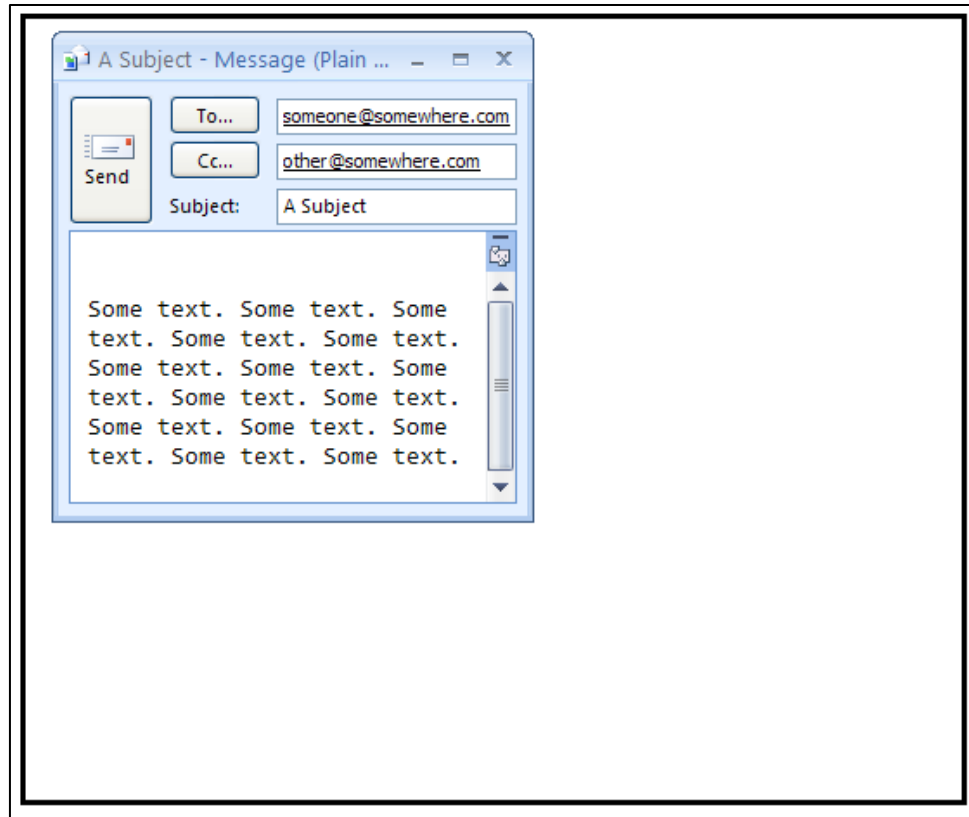 A Subject - Message (Plain ...
To...
someone@somewhere.com
Cc...
other@somewhere.com
Send
Subject:
A Subject
Some text. Some text. Some
text. Some text. Some text.
Some text. Some text. Some
text. Some text. Some text.
Some text. Some text. Some
text. Some text. Some text.